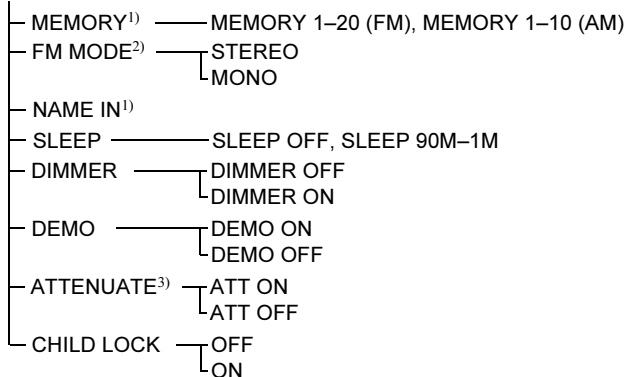 MEMORY1) MEMORY 1–20 (FM), MEMORY 1–10 (AM)
FM MODE2) STEREO
MONO
NAME IN1)
SLEEP SLEEP OFF, SLEEP 90M–1M
DIMMER DIMMER OFF
DIMMER ON
DEMO DEMO ON
DEMO OFF
ATTENUATE3) ATT ON
ATT OFF
CHILD LOCK OFF
ON